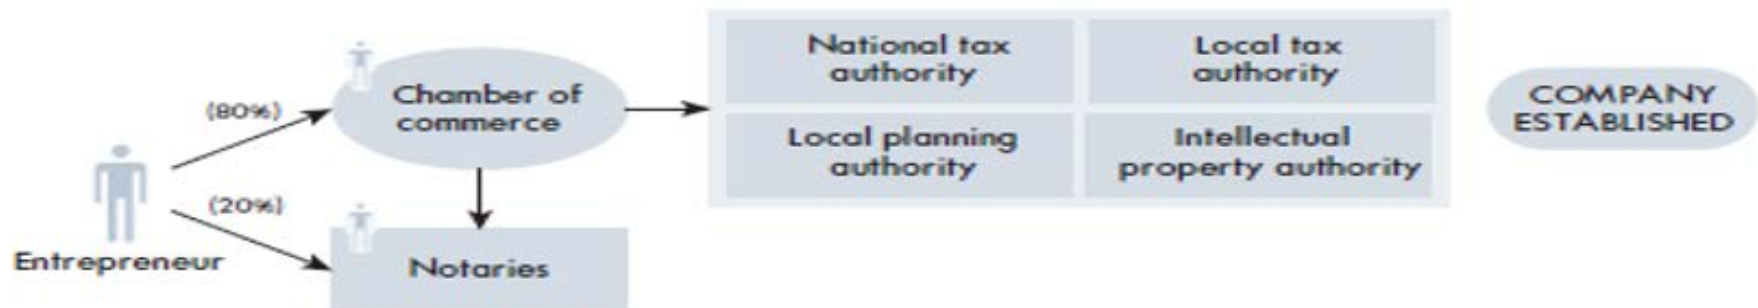 National tax
authority
Local tax
authority
(80%)
Chamber of
commerce
COMPANY
ESTABLISHED
Local planning
authority
Intellectual
property authority
(20%)
Entrepreneur
Notaries